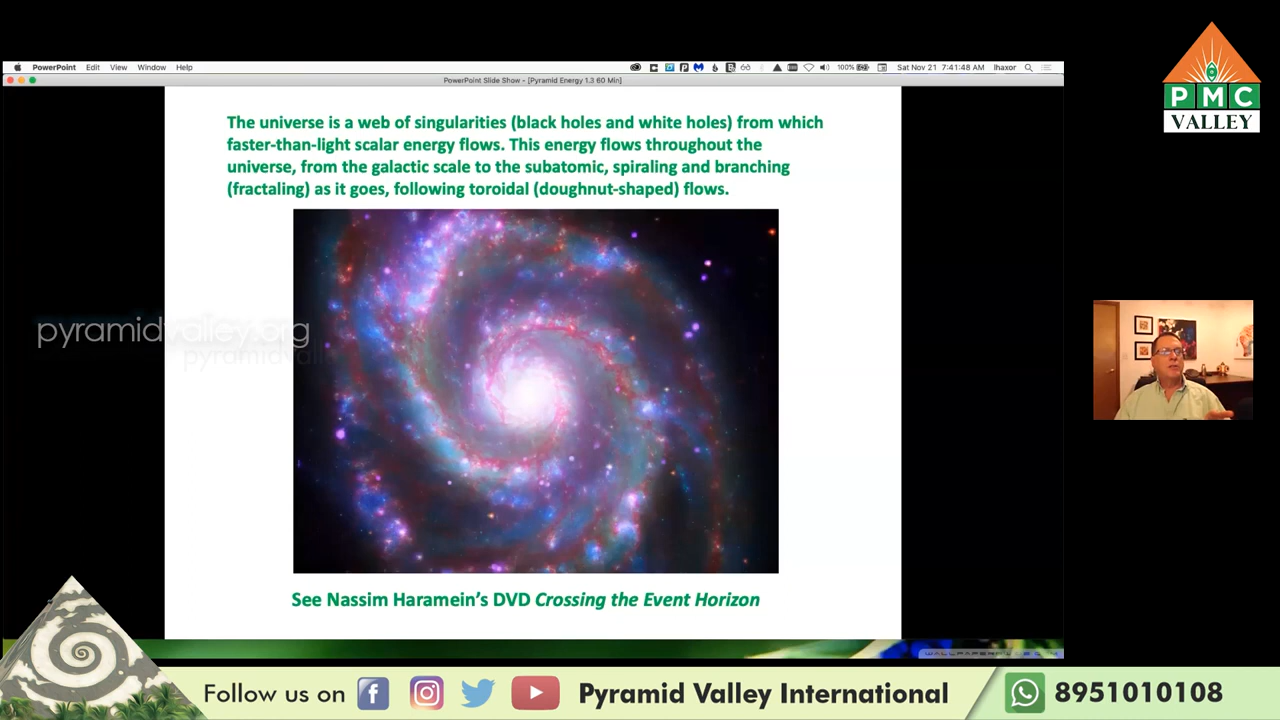 PowerPoint Edit View Window Help
100%
Sat Nov 21 7:41:48 AM lhaxor
PowerPoint Slide Show - [Pyramid Energy 1.3 60 Min]
The universe is a web of singularities (black holes and white holes) from which
faster-than-light scalar energy flows. This energy flows throughout the
universe, from the galactic scale to the subatomic, spiraling and branching
(fractaling) as it goes, following toroidal (doughnut-shaped) flows.
See Nassim Haramein's DVD Crossing the Event Horizon
pyramidvalley.org
PMC
VALLEY
Follow us on
Pyramid Valley International
8951010108